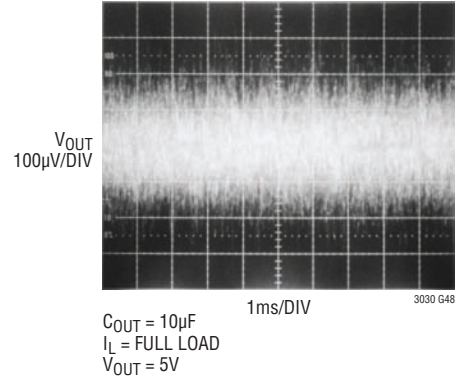 VOUT
100µV/DIV
1ms/DIV
3030 G48
COUT = 10µF
IL = FULL LOAD
VOUT = 5V